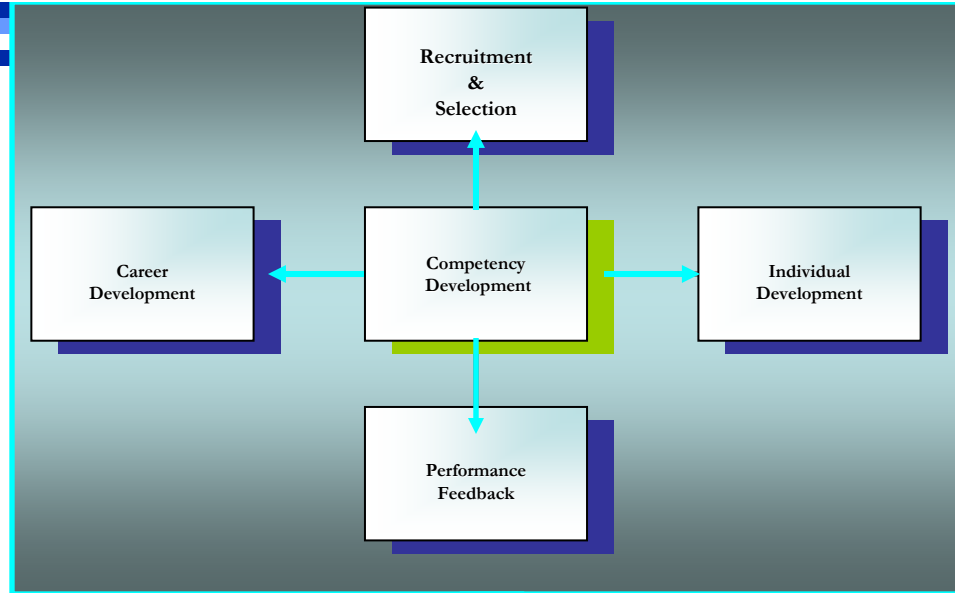 Recruitment
&
Selection
Career
Development
Competency
Development
Individual
Development
Performance
Feedback